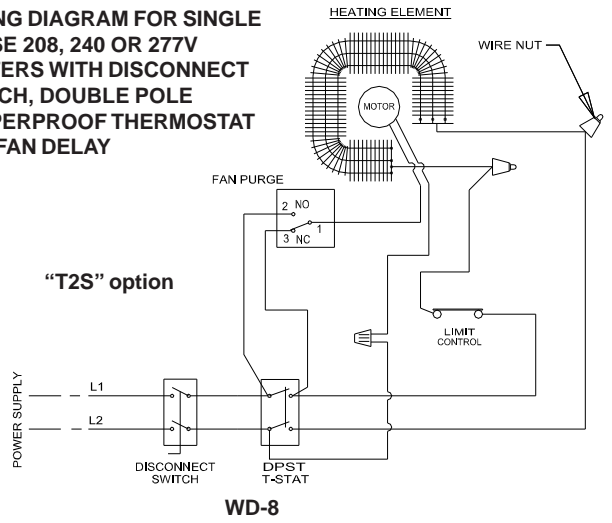 NG DIAGRAM FOR SINGLE
SE 208, 240 OR 277V
TERS WITH DISCONNECT
CH, DOUBLE POLE
PERPROOF THERMOSTAT
FAN DELAY
HEATING ELEMENT
WIRE NUT
MOTOR
FAN PURGE
2 NO
1
3 NC
"T2S" option
LIMIT
CONTROL
POWER SUPPLY
L1
L2
DISCONNECT
SWITCH
DPST
T-STAT
WD-8